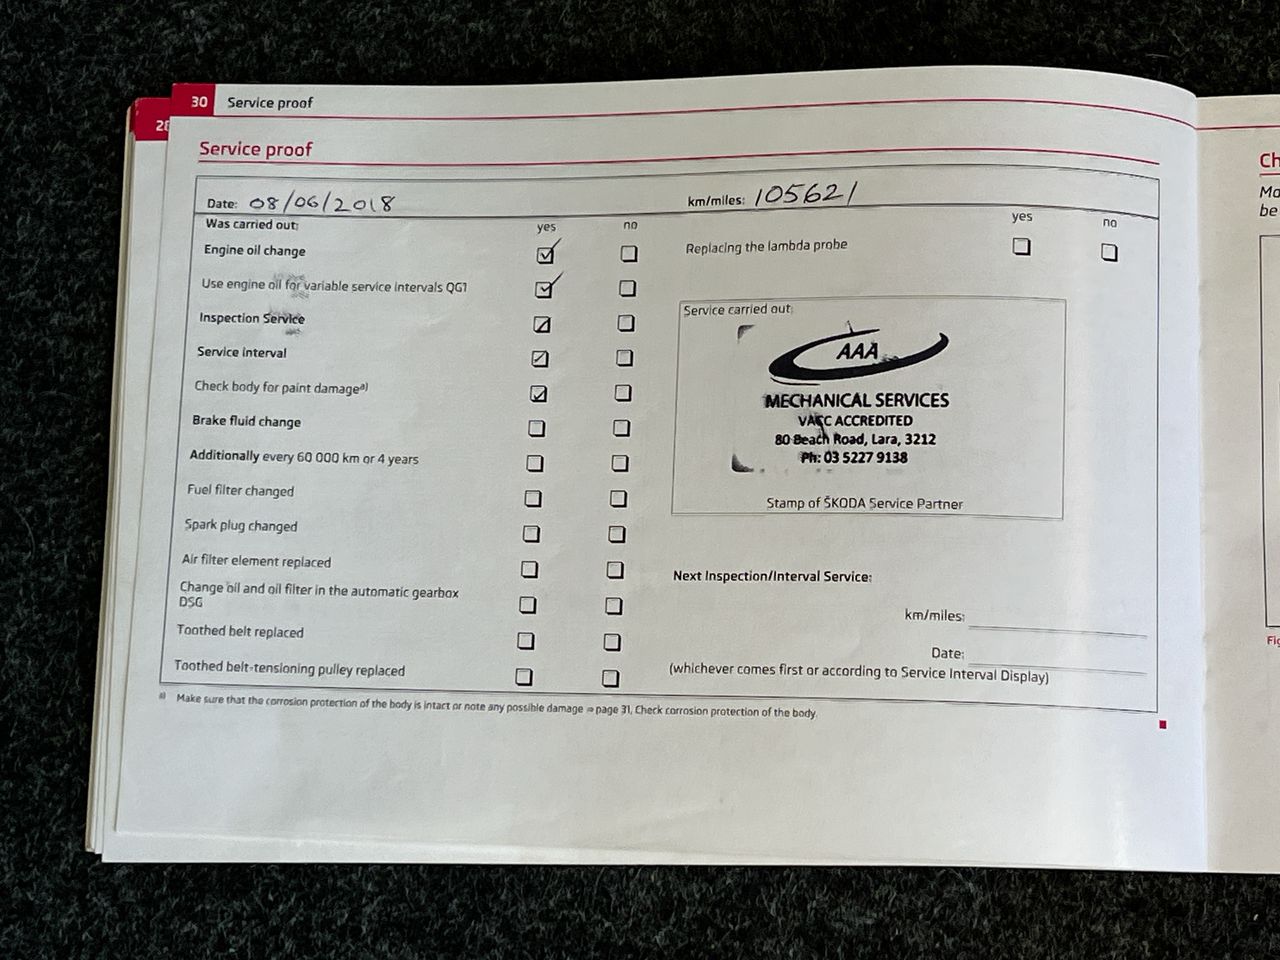 28
30 Service proof
Service proof
Date: 08/06/2018 km/miles: 105621
Was carried out: yes no
Engine oil change
Use engine oil for variable service intervals QG1
Inspection Service
Service interval
Check body for paint damageª)
Brake fluid change
Additionally every 60 000 km or 4 years
Fuel filter changed
Spark plug changed
Air filter element replaced
Change oil and oil filter in the automatic gearbox
DSG
Toothed belt replaced
Toothed belt-tensioning pulley replaced
yes no
Replacing the lambda probe
Service carried out:
AAA
MECHANICAL SERVICES
VACC ACCREDITED
80 Beach Road, Lara, 3212
Ph: 03 5227 9138
Stamp of ŠKODA Service Partner
Next Inspection/Interval Service:
km/miles:
Date:
(whichever comes first or according to Service Interval Display)
ª) Make sure that the corrosion protection of the body is intact or note any possible damage ⇒ page 31, Check corrosion protection of the body.
Ch
Ma
be
Fig